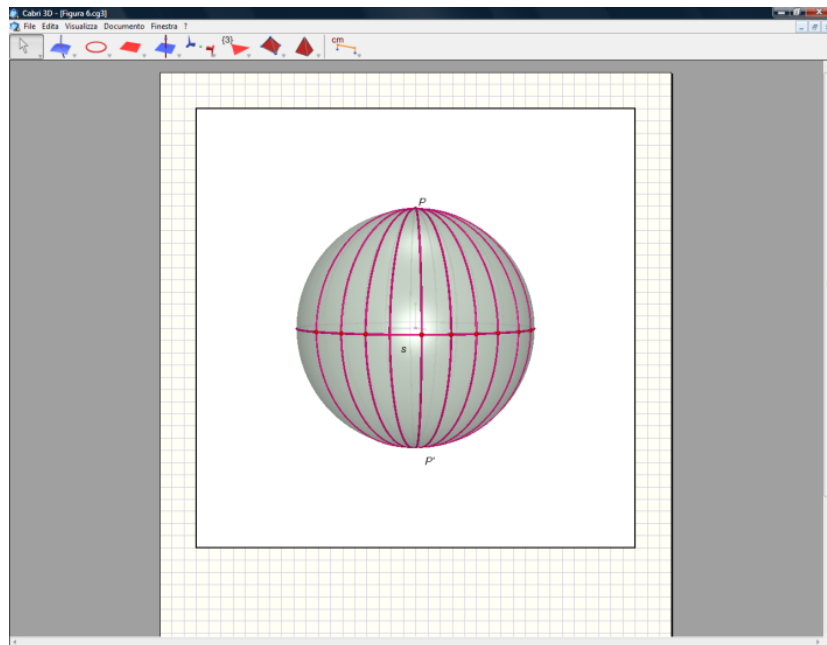 Cabri 3D - [Figura 6.cg3]
File Edita Visualizza Documento Finestra ?
{3}
cm
P
s
P'